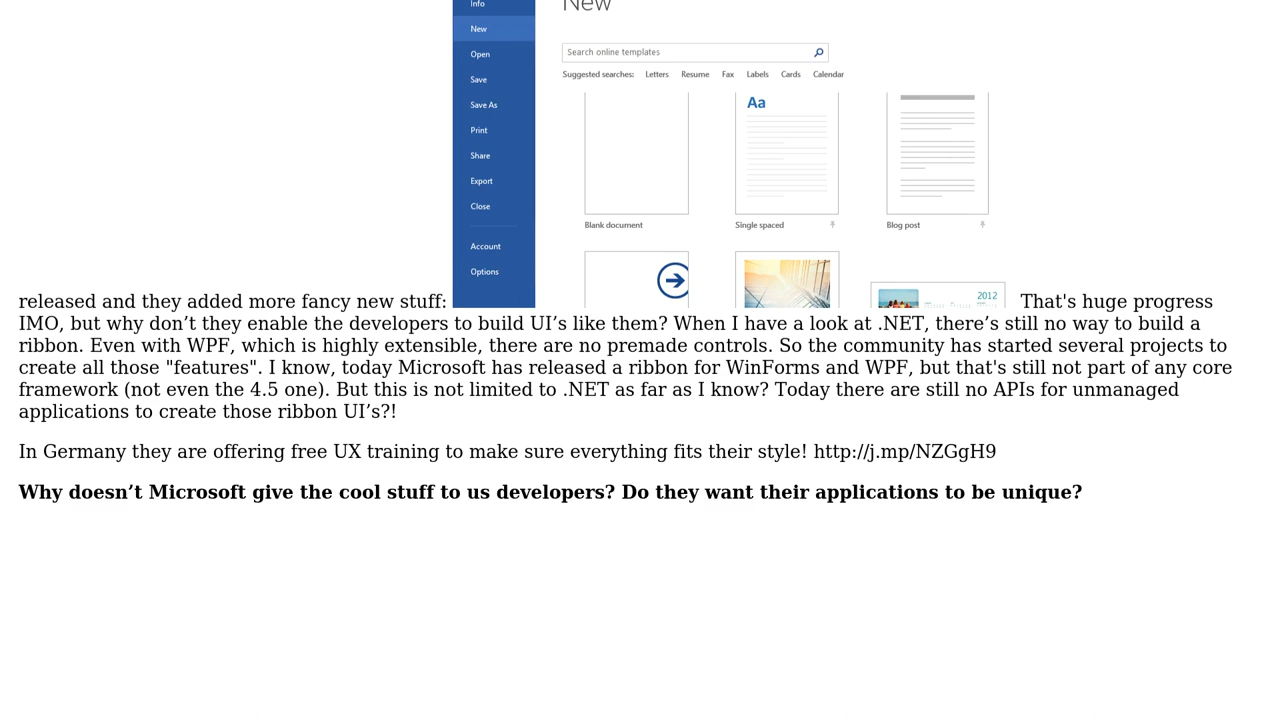 Info
New
New
Search online templates
Open
Suggested searches: Letters Resume Fax Labels Cards Calendar
Save
Save As
Aa
Print
Share
Export
Close
Blank document Single spaced Blog post
Account
Options
2012
released and they added more fancy new stuff: That's huge progress
IMO, but why don’t they enable the developers to build UI’s like them? When I have a look at .NET, there’s still no way to build a
ribbon. Even with WPF, which is highly extensible, there are no premade controls. So the community has started several projects to
create all those "features". I know, today Microsoft has released a ribbon for WinForms and WPF, but that's still not part of any core
framework (not even the 4.5 one). But this is not limited to .NET as far as I know? Today there are still no APIs for unmanaged
applications to create those ribbon UI’s?!
In Germany they are offering free UX training to make sure everything fits their style! http://j.mp/NZGgH9
Why doesn’t Microsoft give the cool stuff to us developers? Do they want their applications to be unique?